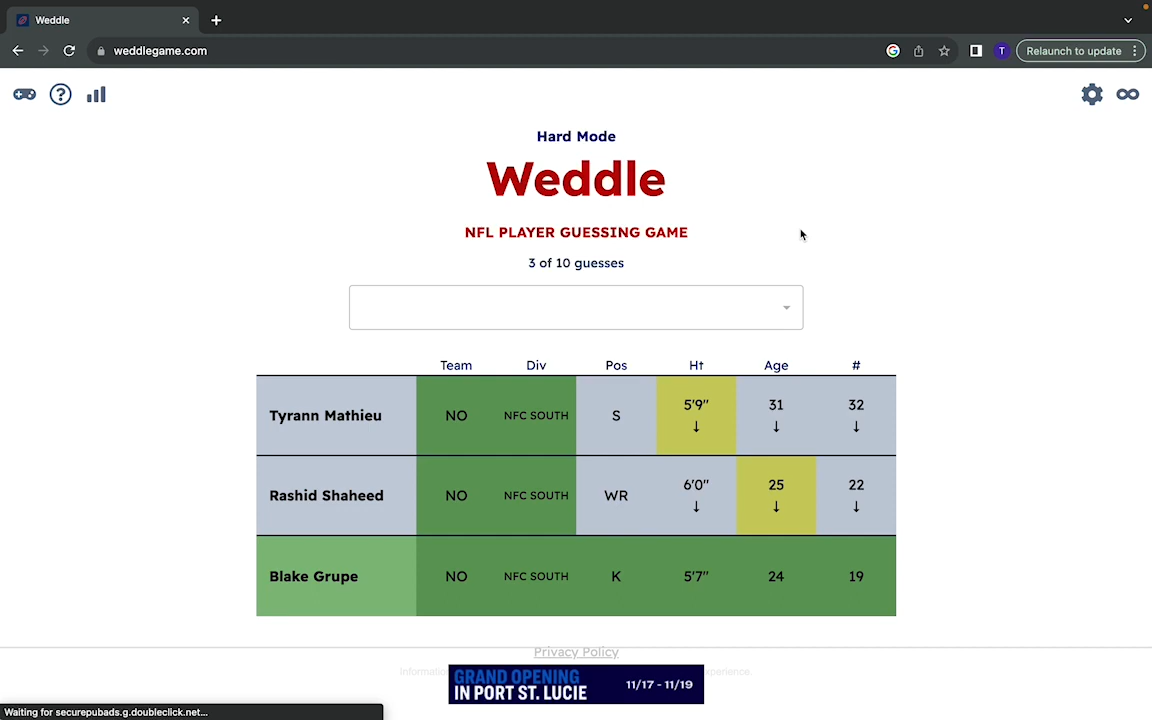 Weddle
weddlegame.com
T
Relaunch to update
Hard Mode
Weddle
NFL PLAYER GUESSING GAME
3 of 10 guesses
Team Div Pos Ht Age #
Tyrann Mathieu NO NFC SOUTH S 5'9" ↓ 31 ↓ 32 ↓
Rashid Shaheed NO NFC SOUTH WR 6'0" ↓ 25 ↓ 22 ↓
Blake Grupe NO NFC SOUTH K 5'7" 24 19
Privacy Policy
GRAND OPENING
IN PORT ST. LUCIE 11/17 - 11/19
Waiting for securepubads.g.doubleclick.net...